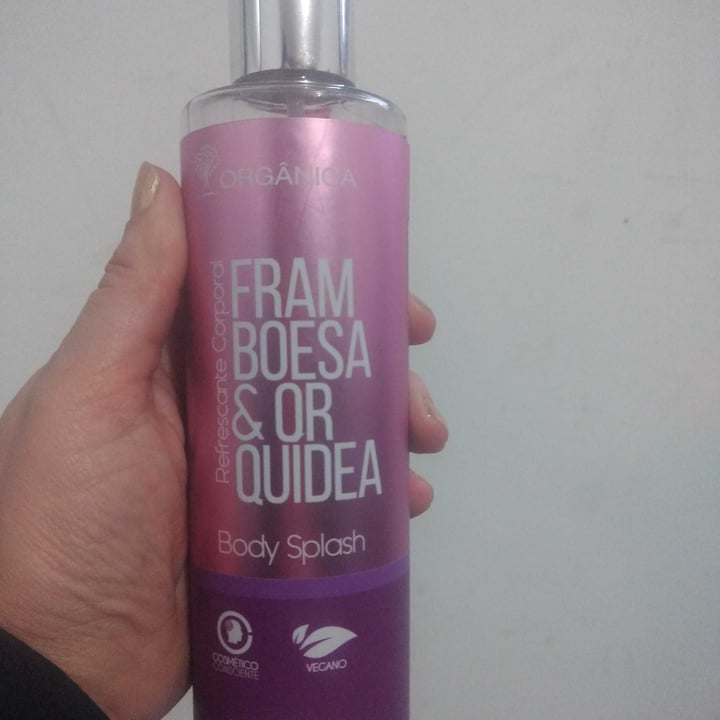 ORGÂNICA
Refrescante Corporal
FRAM
BOESA
& OR
QUIDEA
Body Splash
COSMÉTICO
CONSCIENTE
VEGANO